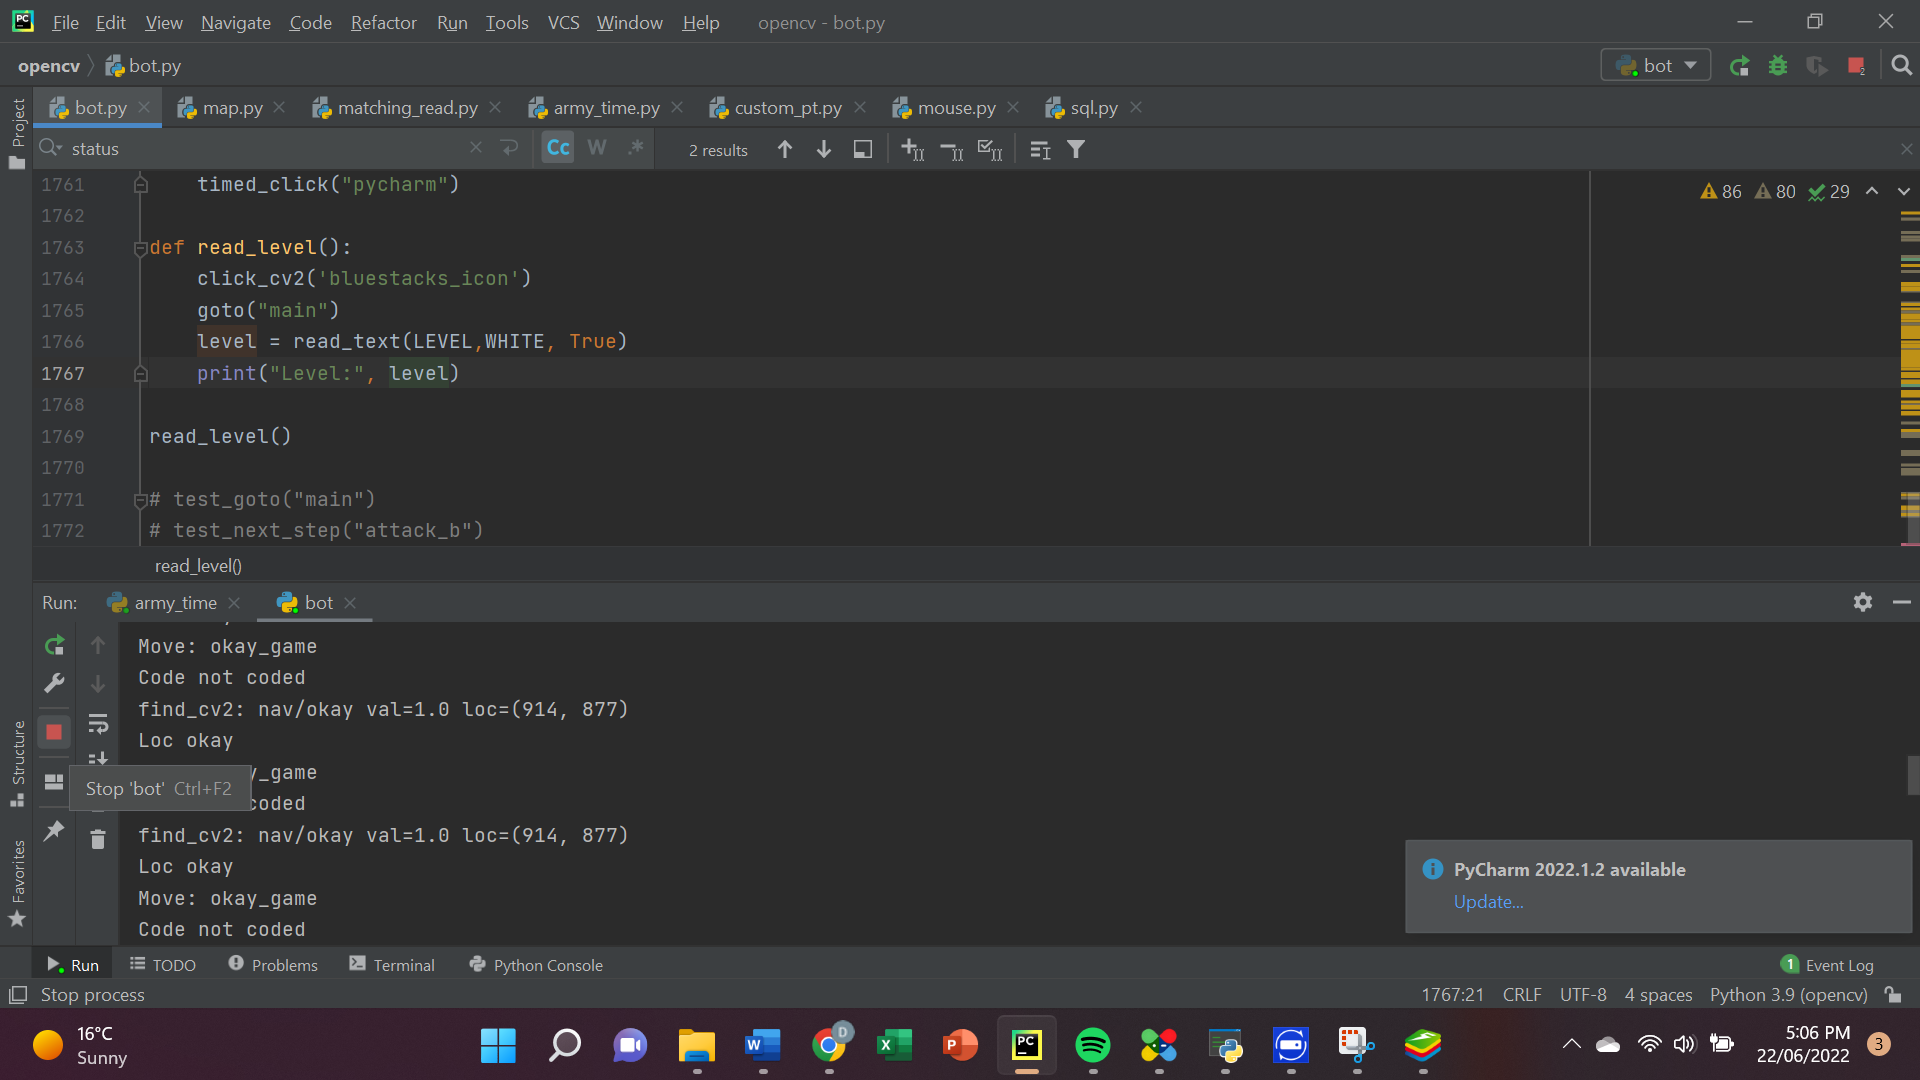 PC File Edit View Navigate Code Refactor Run Tools VCS Window Help opencv - bot.py
opencv bot.py bot 2
bot.py map.py matching_read.py army_time.py custom_pt.py mouse.py sql.py
status Cc W .* 2 results
86 80 29
1761 timed_click("pycharm")
1762
1763 def read_level():
1764 click_cv2('bluestacks_icon')
1765 goto("main")
1766 level = read_text(LEVEL,WHITE, True)
1767 print("Level:", level)
1768
1769 read_level()
1770
1771 # test_goto("main")
1772 # test_next_step("attack_b")
read_level()
Project
Structure
Favorites
Run: army_time bot
Move: okay_game
Code not coded
find_cv2: nav/okay val=1.0 loc=(914, 877)
Loc okay
y_game
Stop 'bot' Ctrl+F2
coded
find_cv2: nav/okay val=1.0 loc=(914, 877)
Loc okay
Move: okay_game
Code not coded
PyCharm 2022.1.2 available
Update...
Run TODO Problems Terminal Python Console 1 Event Log
Stop process 1767:21 CRLF UTF-8 4 spaces Python 3.9 (opencv)
16°C
Sunny
W D X P PC
5:06 PM
22/06/2022
3